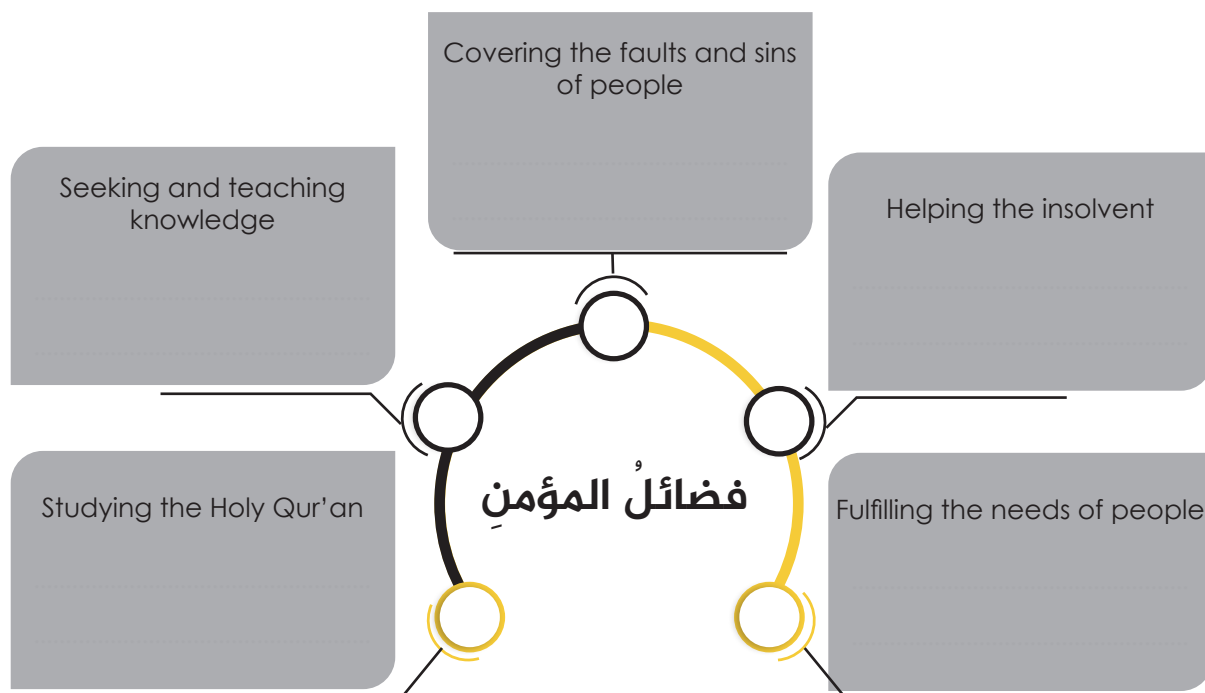 Covering the faults and sins
of people
Seeking and teaching
knowledge
Helping the insolvent
Studying the Holy Qur’an
فضائلُ المؤمنِ
Fulfilling the needs of people